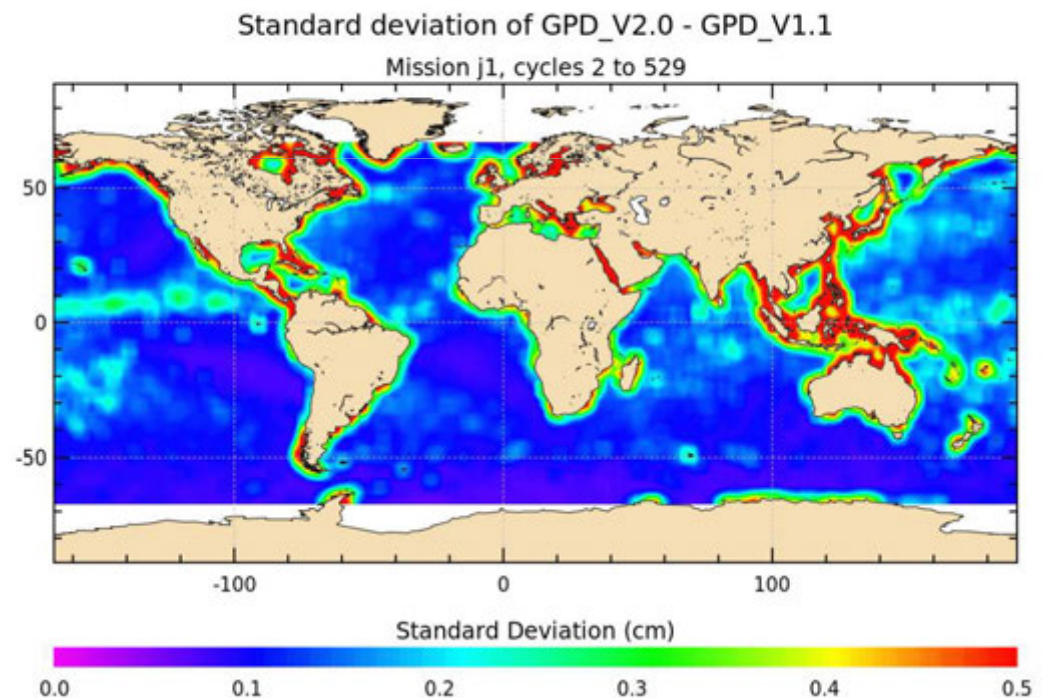 Standard deviation of GPD_V2.0 - GPD_V1.1
Mission j1, cycles 2 to 529
50
0
-50
-100 0 100
Standard Deviation (cm)
0.0 0.1 0.2 0.3 0.4 0.5